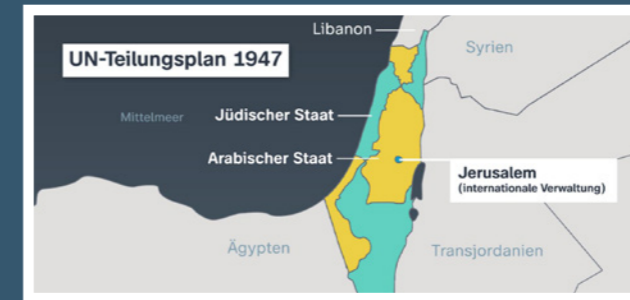 Libanon
UN-Teilungsplan 1947
Syrien
Mittelmeer
Jüdischer Staat
Arabischer Staat
Jerusalem
(internationale Verwaltung)
Ägypten
Transjordanien